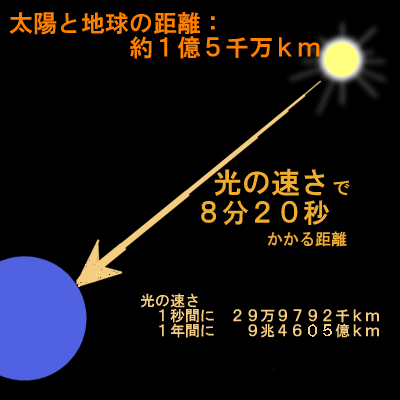 太陽と地球の距離：
約１億５千万ｋｍ
光の速さで
８分２０秒
かかる距離
光の速さ
１秒間に　２９万９７９２千ｋｍ
１年間に　９兆４６０５億ｋｍ